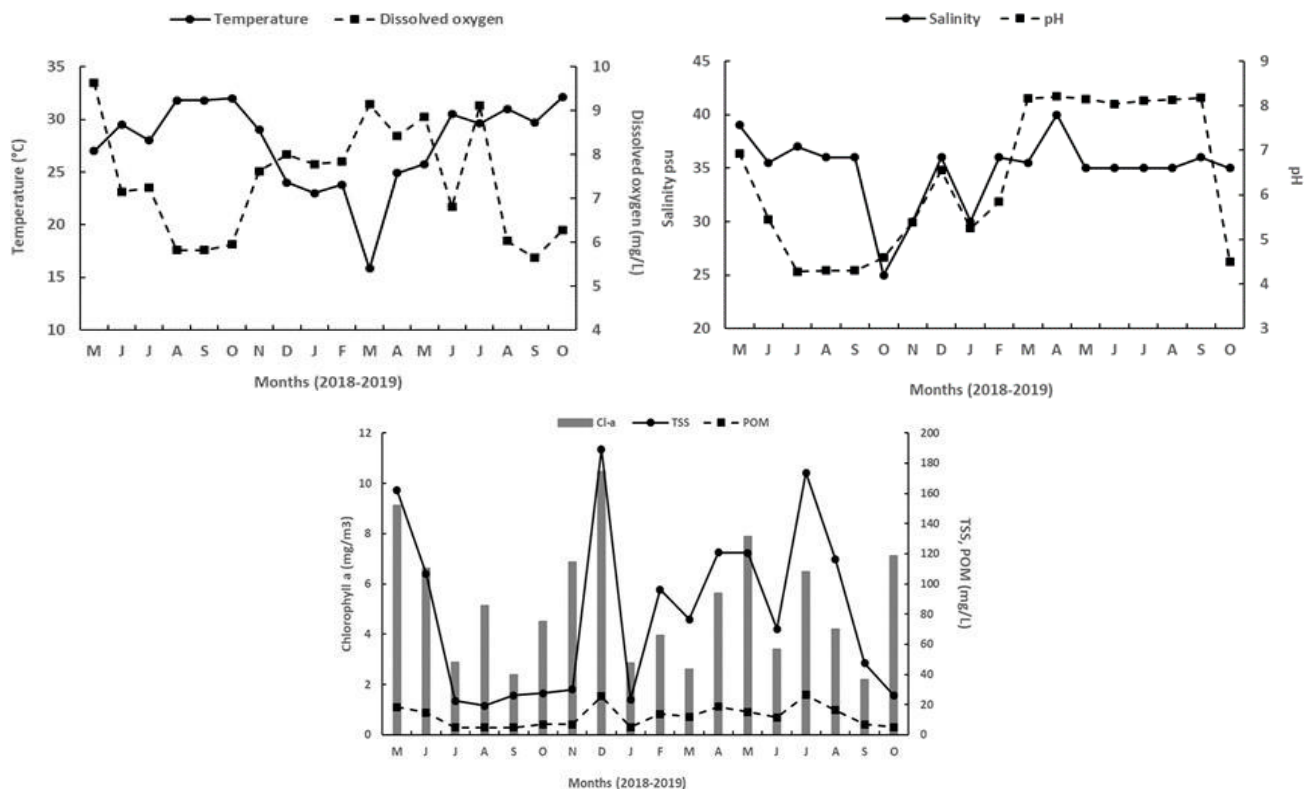 Temperature Dissolved oxygen
35
30
25
20
15
10
Temperature (°C)
10
9
8
7
6
5
4
Dissolved oxygen (mg/L)
M J J A S O N D J F M A M J J A S O
Months (2018-2019)
Salinity pH
45
40
35
30
25
20
Salinity psu
9
8
7
6
5
4
3
pH
M J J A S O N D J F M A M J J A S O
Months (2018-2019)
Cl-a TSS POM
12
10
8
6
4
2
0
Chlorophyll a (mg/m3)
200
180
160
140
120
100
80
60
40
20
0
TSS, POM (mg/L)
M J J A S O N D J F M A M J J A S O
Months (2018-2019)